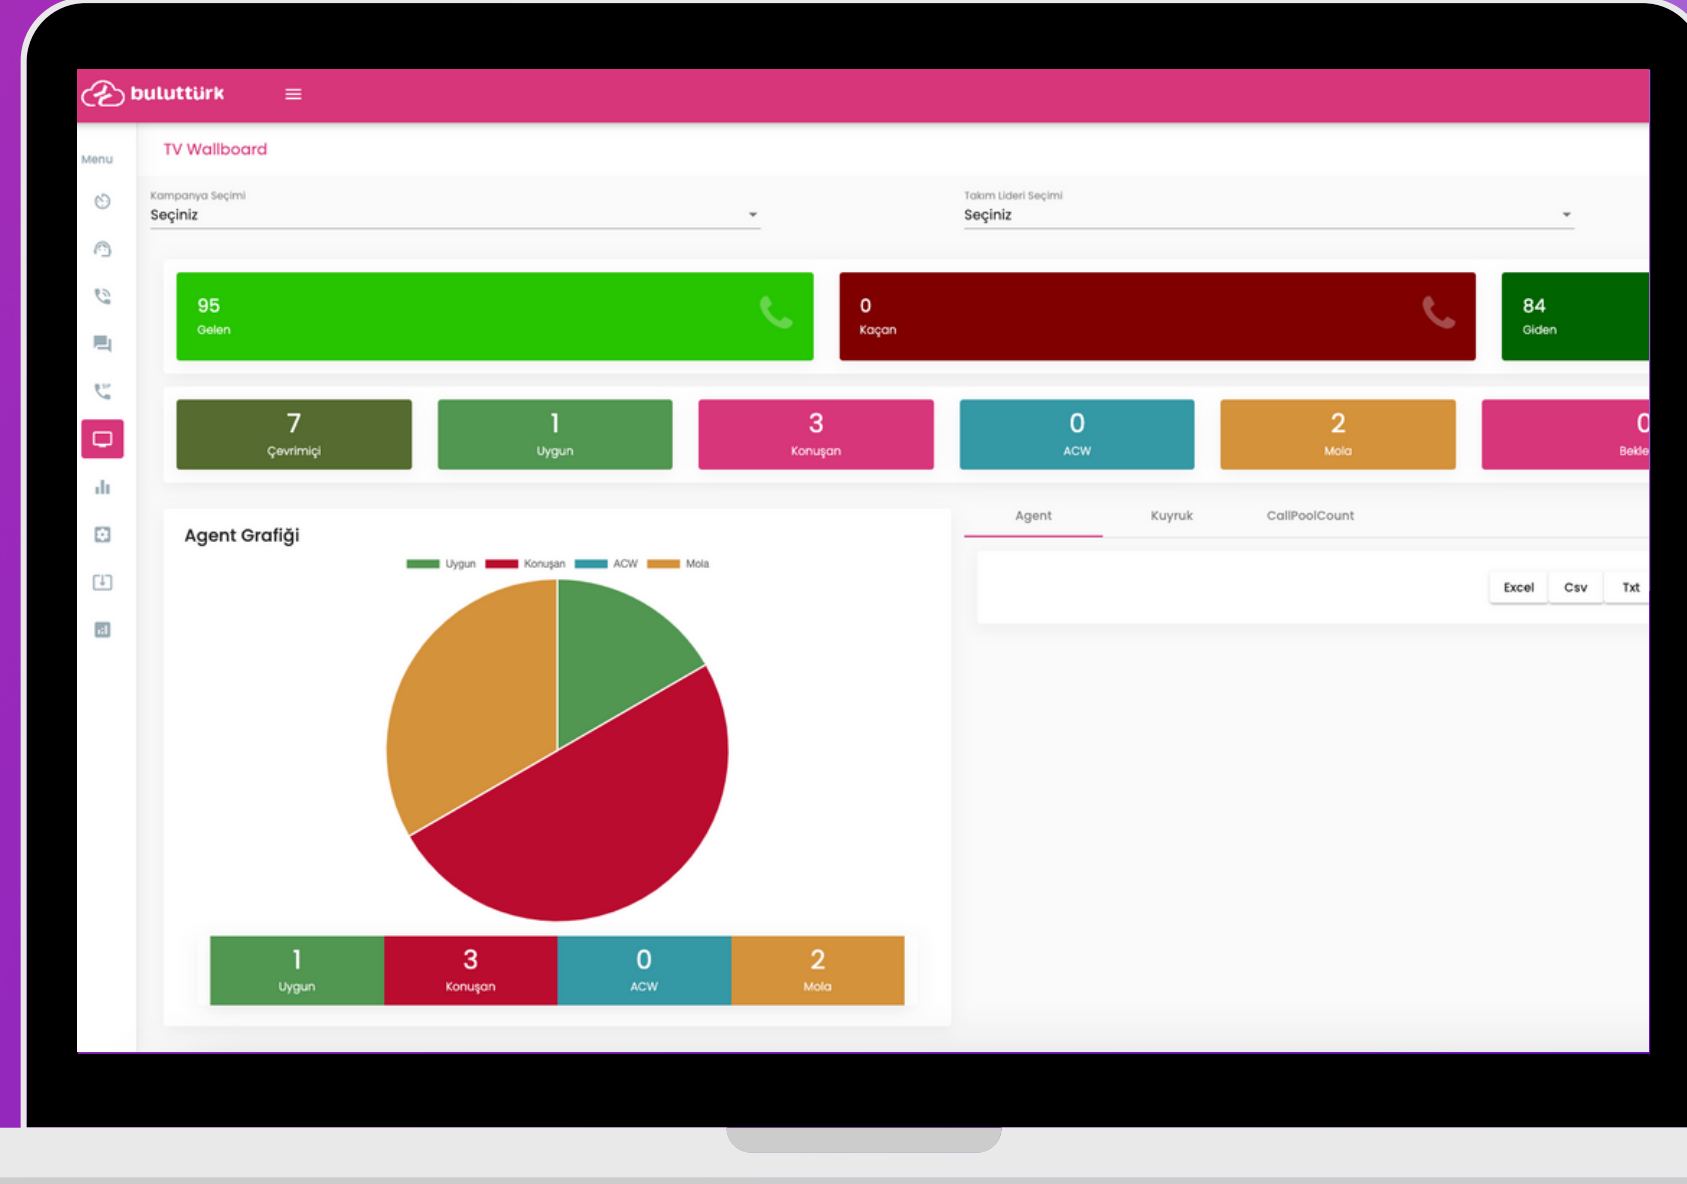 buluttürk
TV Wallboard
Menu
Kampanya Seçimi
Seçiniz
Takım Lideri Seçimi
Seçiniz
95
Gelen
0
Kaçan
84
Giden
7
Çevrimiçi
1
Uygun
3
Konuşan
0
ACW
2
Mola
0
Bekle
Agent Grafiği
Uygun Konuşan ACW Mola
1
Uygun
3
Konuşan
0
ACW
2
Mola
Agent Kuyruk CallPoolCount
Excel Csv Txt